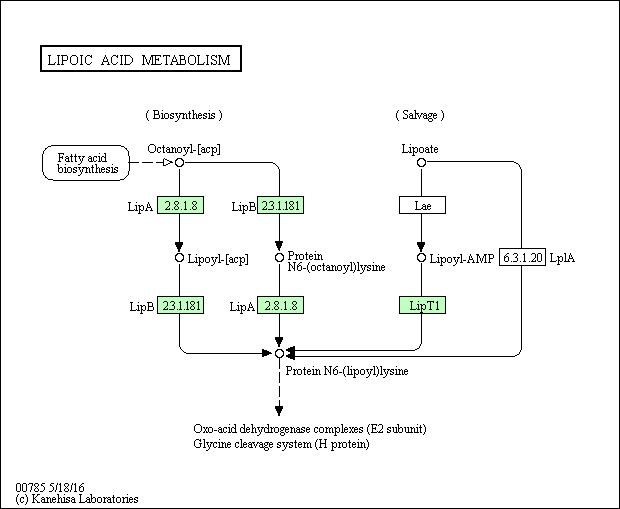 LIPOIC ACID METABOLISM
( Biosynthesis )
( Salvage )
Octanoyl-[acp]
Lipoate
Fatty acid
biosynthesis
LipA
2.8.1.8
LipB
2.3.1.181
Lae
Lipoyl-[acp]
Protein
N6-(octanoyl)lysine
Lipoyl-AMP
6.3.1.20
LplA
LipB
2.3.1.181
LipA
2.8.1.8
LipT1
Protein N6-(lipoyl)lysine
Oxo-acid dehydrogenase complexes (E2 subunit)
Glycine cleavage system (H protein)
00785 5/18/16
(c) Kanehisa Laboratories